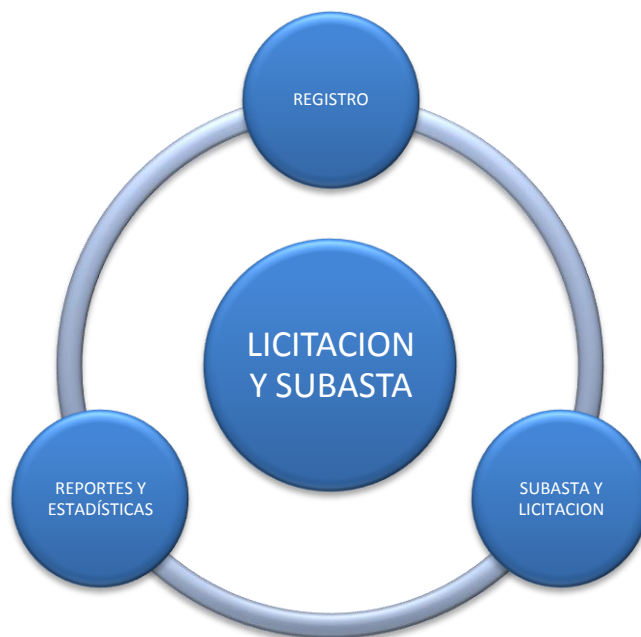 REGISTRO
LICITACION
Y SUBASTA
REPORTES Y
ESTADÍSTICAS
SUBASTA Y
LICITACION